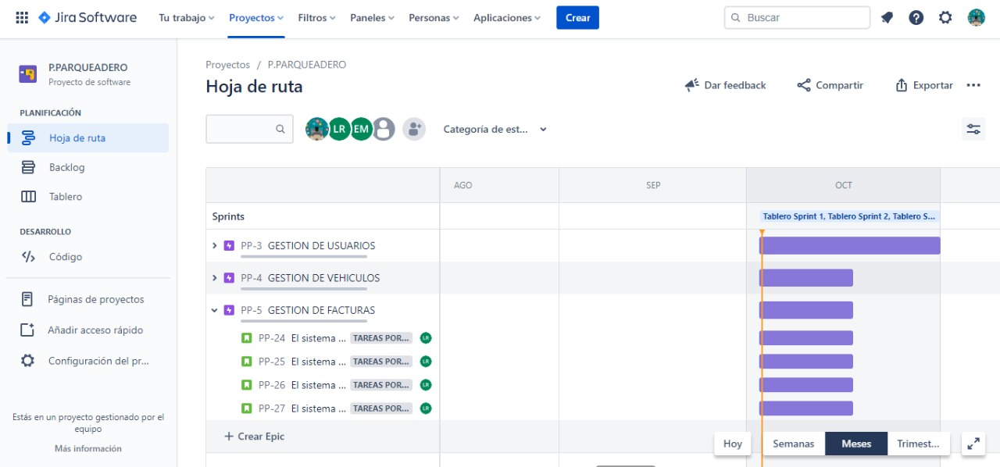 Jira Software Tu trabajo Proyectos Filtros Paneles Personas Aplicaciones Crear Buscar
P.PARQUEADERO
Proyecto de software
PLANIFICACIÓN
Hoja de ruta
Backlog
Tablero
DESARROLLO
Código
Páginas de proyectos
Añadir acceso rápido
Configuración del pr...
Estás en un proyecto gestionado por el
equipo
Más información
Proyectos / P.PARQUEADERO
Hoja de ruta
Dar feedback Compartir Exportar
LR EM Categoría de est...
AGO SEP OCT
Sprints Tablero Sprint 1, Tablero Sprint 2, Tablero S...
PP-3 GESTION DE USUARIOS
PP-4 GESTION DE VEHICULOS
PP-5 GESTION DE FACTURAS
PP-24 El sistema ... TAREAS POR... LR
PP-25 El sistema ... TAREAS POR... LR
PP-26 El sistema ... TAREAS POR... LR
PP-27 El sistema ... TAREAS POR... LR
+ Crear Epic
Hoy Semanas Meses Trimest...